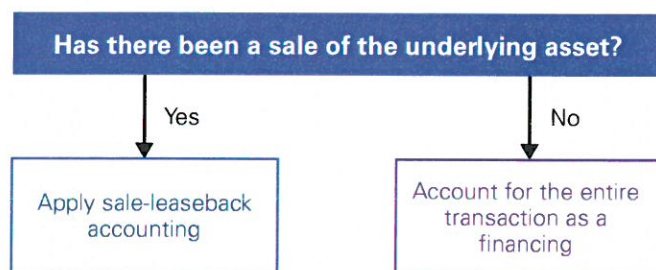 Has there been a sale of the underlying asset?
Yes
No
Apply sale-leaseback
accounting
Account for the entire
transaction as a
financing